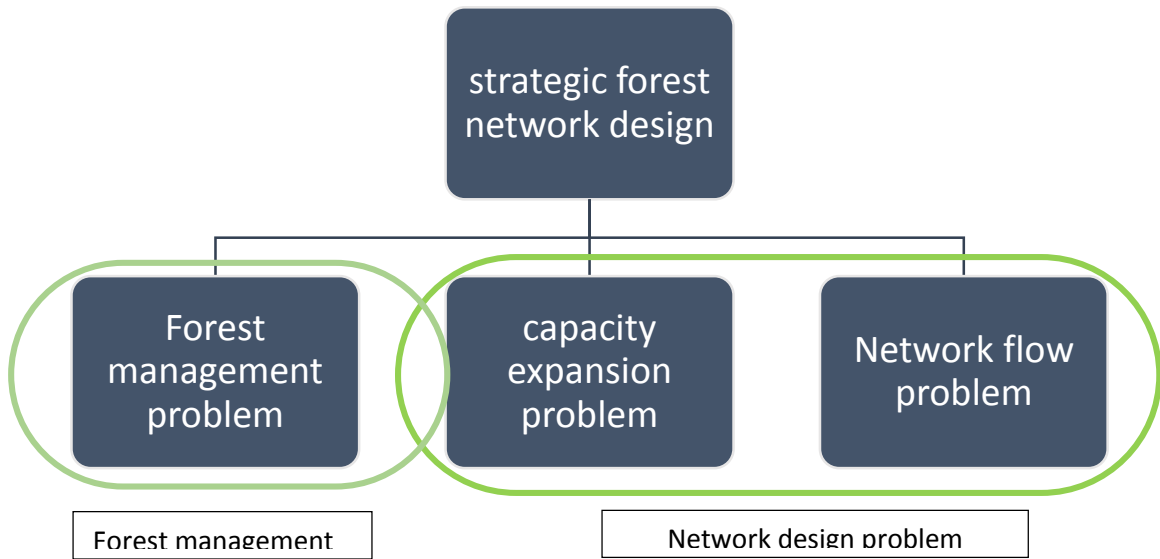 strategic forest
network design
Forest
management
problem
capacity
expansion
problem
Network flow
problem
Forest management
Network design problem